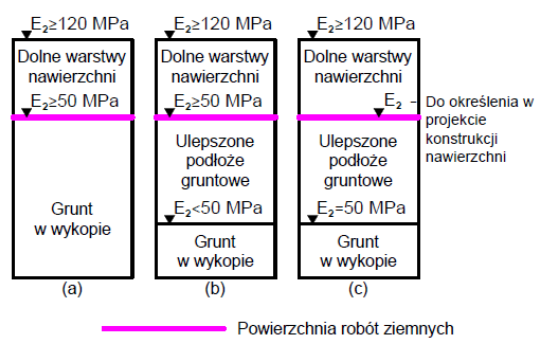 E₂≥120 MPa
Dolne warstwy
nawierzchni
E₂≥50 MPa
Grunt
w wykopie
(a)
E₂≥120 MPa
Dolne warstwy
nawierzchni
E₂≥50 MPa
Ulepszone
podłoże
gruntowe
E₂<50 MPa
Grunt
w wykopie
(b)
E₂≥120 MPa
Dolne warstwy
nawierzchni
E₂ - Do określenia w
projekcie
konstrukcji
nawierzchni
Ulepszone
podłoże
gruntowe
E₂=50 MPa
Grunt
w wykopie
(c)
Powierzchnia robót ziemnych